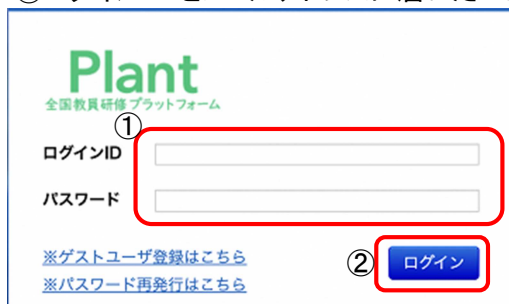 Plant
全国教員研修プラットフォーム
①
ログインID
パスワード
※ゲストユーザ登録はこちら
② ログイン
※パスワード再発行はこちら